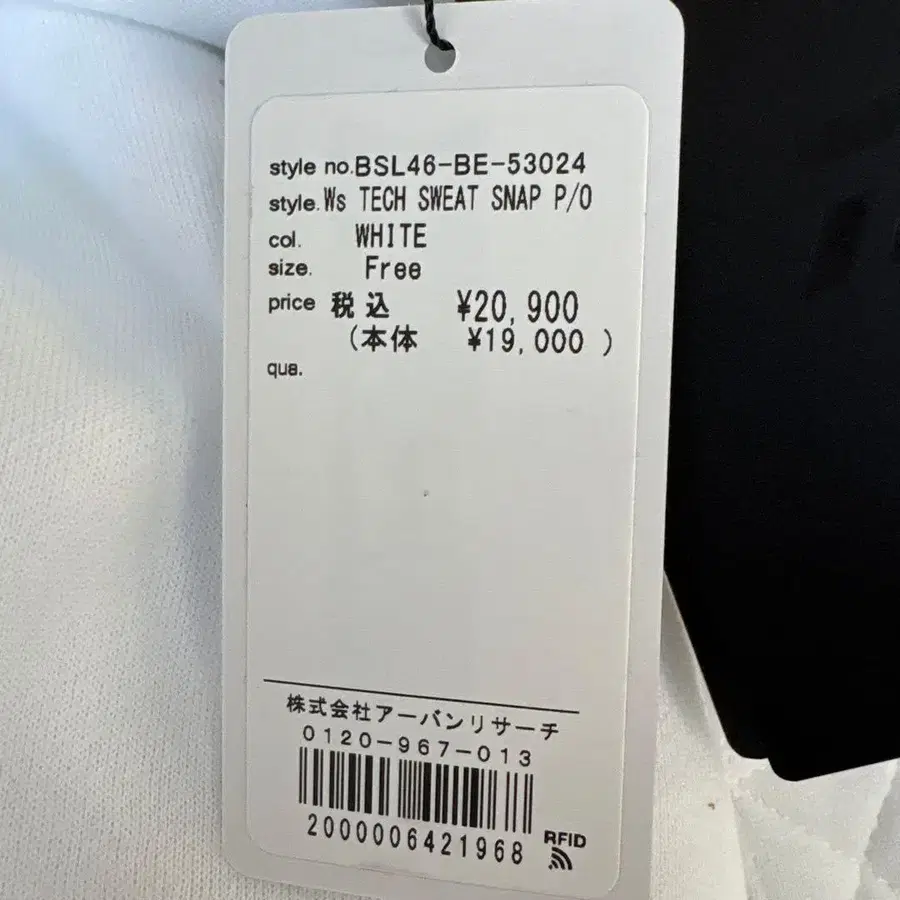 style no.BSL46-BE-53024
style.Ws TECH SWEAT SNAP P/O
col. WHITE
size. Free
price 税込 ¥20,900
(本体 ¥19,000 )
qua.
株式会社アーバンリサーチ
0120-967-013
2000006421968
RFID